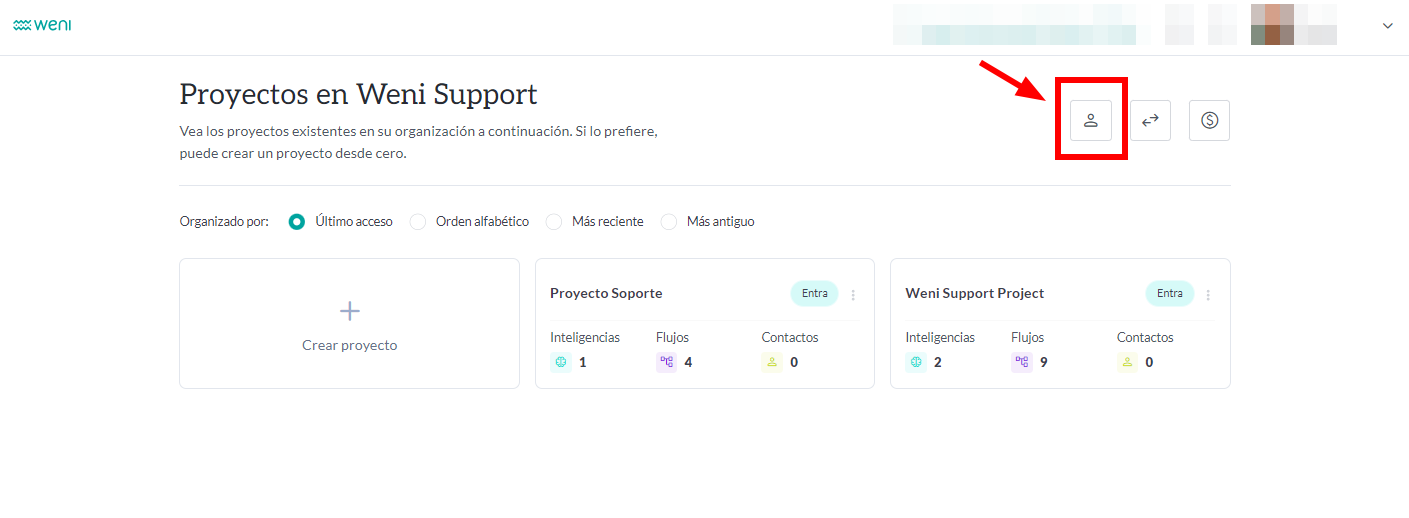 weni
Proyectos en Weni Support
Vea los proyectos existentes en su organización a continuación. Si lo prefiere,
puede crear un proyecto desde cero.
Organizado por: Último acceso Orden alfabético Más reciente Más antiguo
Crear proyecto
Proyecto Soporte Entra
Inteligencias Flujos Contactos
1 4 0
Weni Support Project Entra
Inteligencias Flujos Contactos
2 9 0